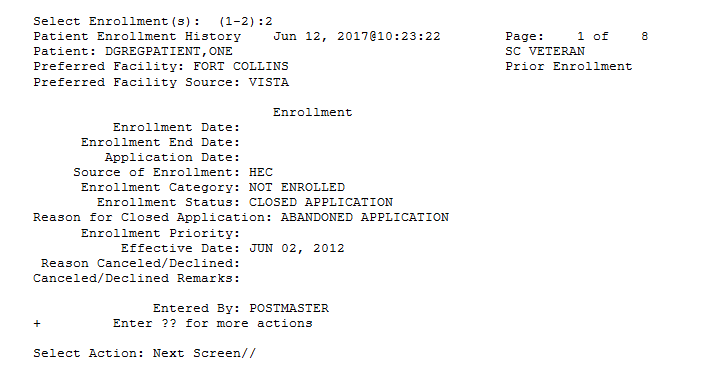 Select Enrollment(s):  (1-2):2
Patient Enrollment History    Jun 12, 2017@10:23:22        Page:    1 of    8
Patient: DGREGPATIENT,ONE                                  SC VETERAN
Preferred Facility: FORT COLLINS                           Prior Enrollment
Preferred Facility Source: VISTA
Enrollment
Enrollment Date:
Enrollment End Date:
Application Date:
Source of Enrollment: HEC
Enrollment Category: NOT ENROLLED
Enrollment Status: CLOSED APPLICATION
Reason for Closed Application: ABANDONED APPLICATION
Enrollment Priority:
Effective Date: JUN 02, 2012
Reason Canceled/Declined:
Canceled/Declined Remarks:
Entered By: POSTMASTER
+         Enter ?? for more actions
Select Action: Next Screen//